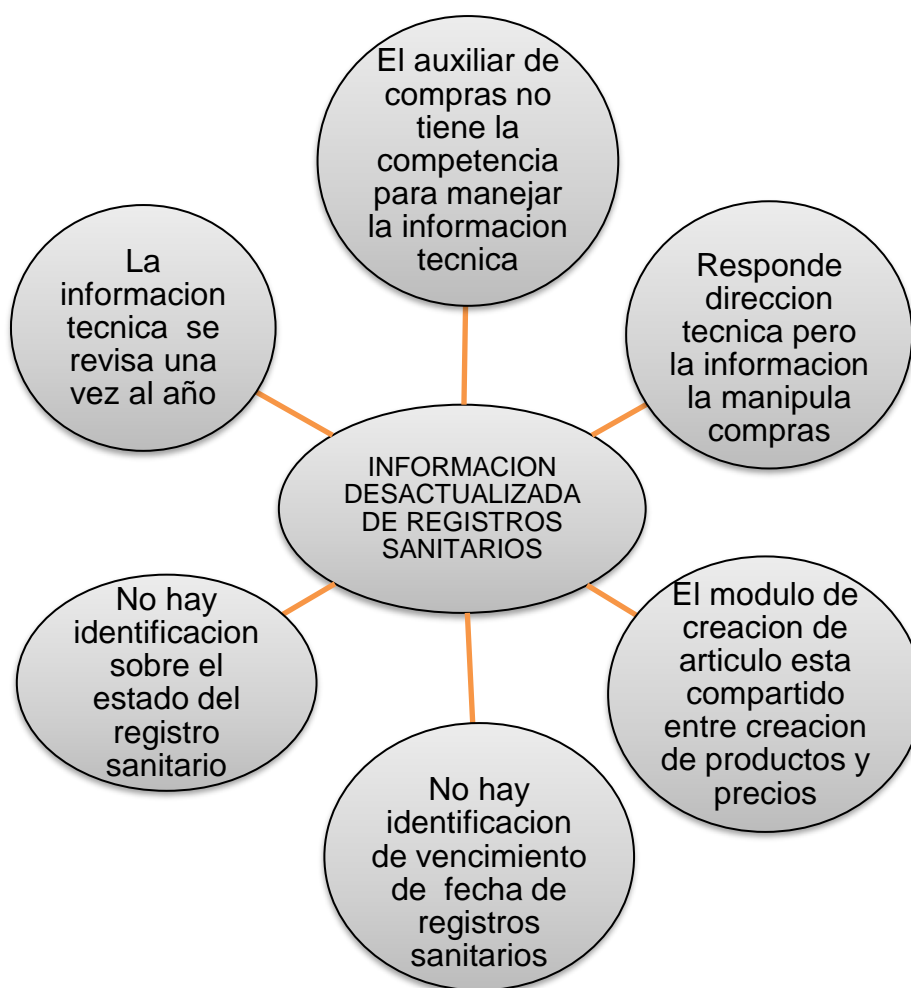 El auxiliar de
compras no
tiene la
competencia
para manejar
la informacion
tecnica
Responde
direccion
tecnica pero
la informacion
la manipula
compras
El modulo de
creacion de
articulo esta
compartido
entre creacion
de productos y
precios
No hay
identificacion
de vencimiento
de fecha de
registros
sanitarios
No hay
identificacion
sobre el
estado del
registro
sanitario
La
informacion
tecnica se
revisa una
vez al año
INFORMACION
DESACTUALIZADA
DE REGISTROS
SANITARIOS